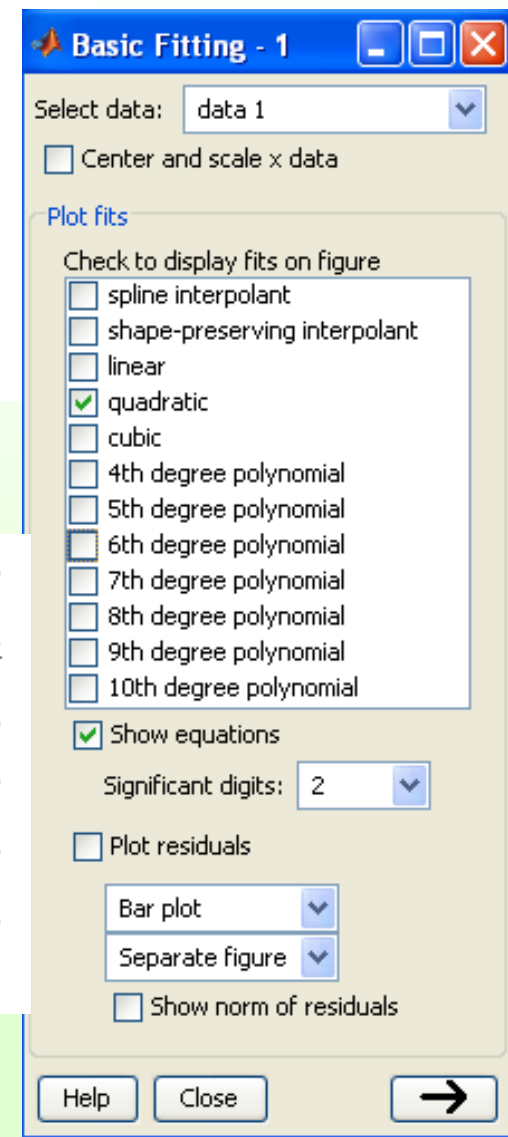 Basic Fitting - 1
Select data: data 1
Center and scale x data
Plot fits
Check to display fits on figure
spline interpolant
shape-preserving interpolant
linear
quadratic
cubic
4th degree polynomial
5th degree polynomial
6th degree polynomial
7th degree polynomial
8th degree polynomial
9th degree polynomial
10th degree polynomial
Show equations
Significant digits: 2
Plot residuals
Bar plot
Separate figure
Show norm of residuals
Help Close →